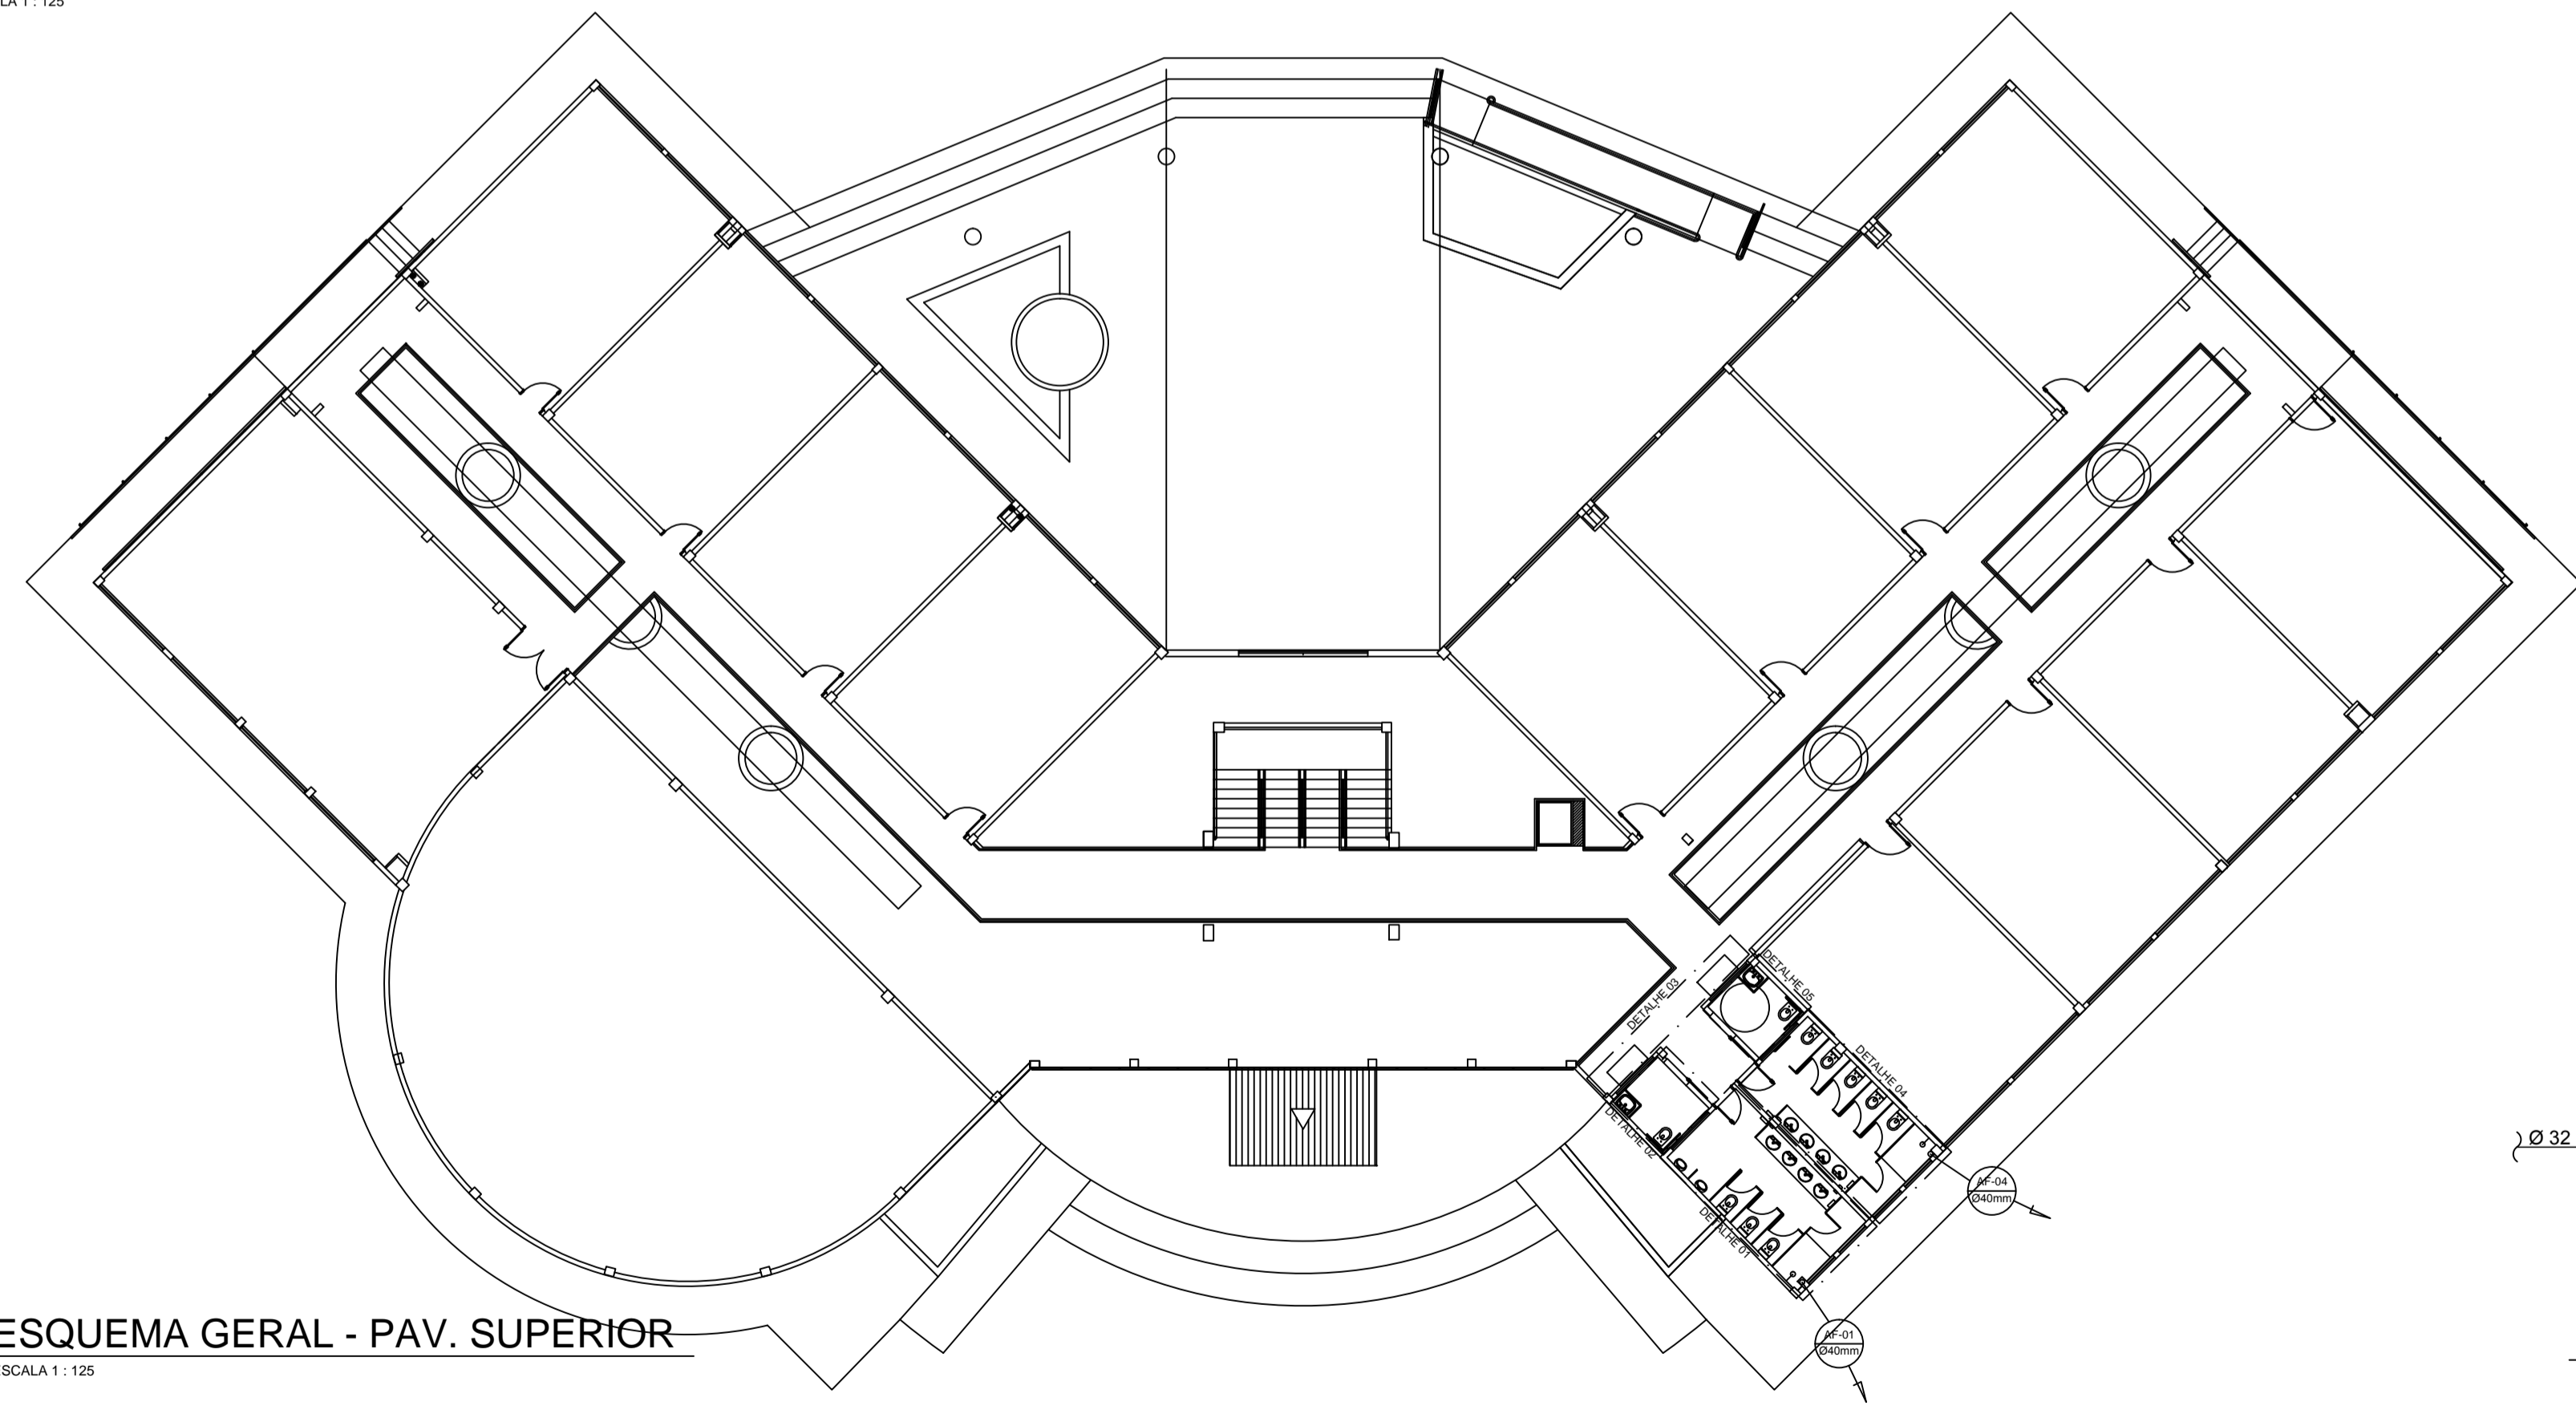 LA 1 : 125
DETALHE 05
DETALHE 03
DETALHE 04
DETALHE 02
DETALHE 01
Ø 32
AF-04
Ø40mm
AF-01
Ø40mm
ESQUEMA GERAL - PAV. SUPERIOR
SCALA 1 : 125